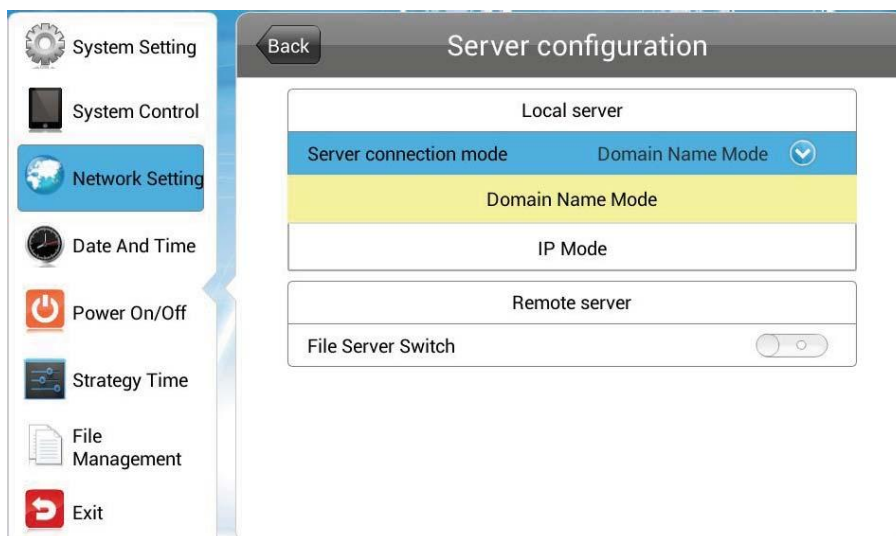 System Setting
System Control
Network Setting
Date And Time
Power On/Off
Strategy Time
File
Management
Exit
Back
Server configuration
Local server
Server connection mode Domain Name Mode
Domain Name Mode
IP Mode
Remote server
File Server Switch